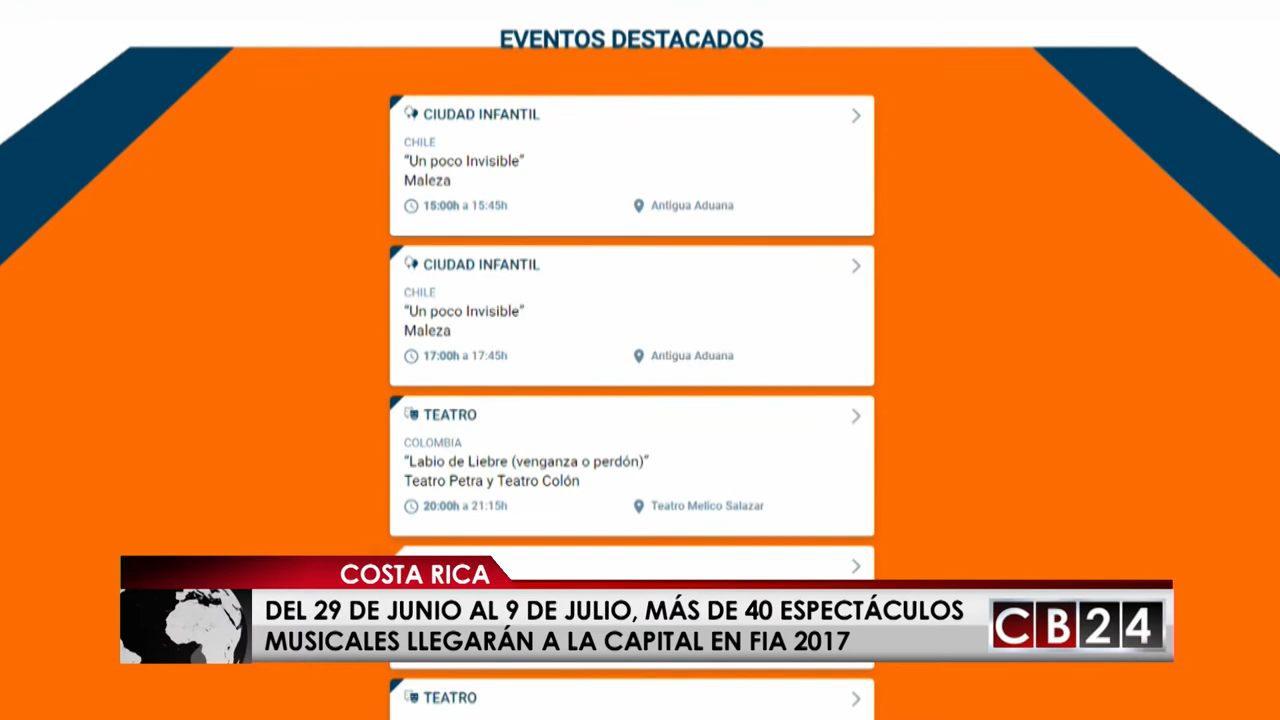 EVENTOS DESTACADOS
CIUDAD INFANTIL
CHILE
"Un poco Invisible"
Maleza
15:00h a 15:45h
Antigua Aduana
CIUDAD INFANTIL
CHILE
"Un poco Invisible"
Maleza
17:00h a 17:45h
Antigua Aduana
TEATRO
COLOMBIA
"Labio de Liebre (venganza o perdón)"
Teatro Petra y Teatro Colón
20:00h a 21:15h
Teatro Melico Salazar
COSTA RICA
DEL 29 DE JUNIO AL 9 DE JULIO, MÁS DE 40 ESPECTÁCULOS
MUSICALES LLEGARÁN A LA CAPITAL EN FIA 2017
CB24
TEATRO